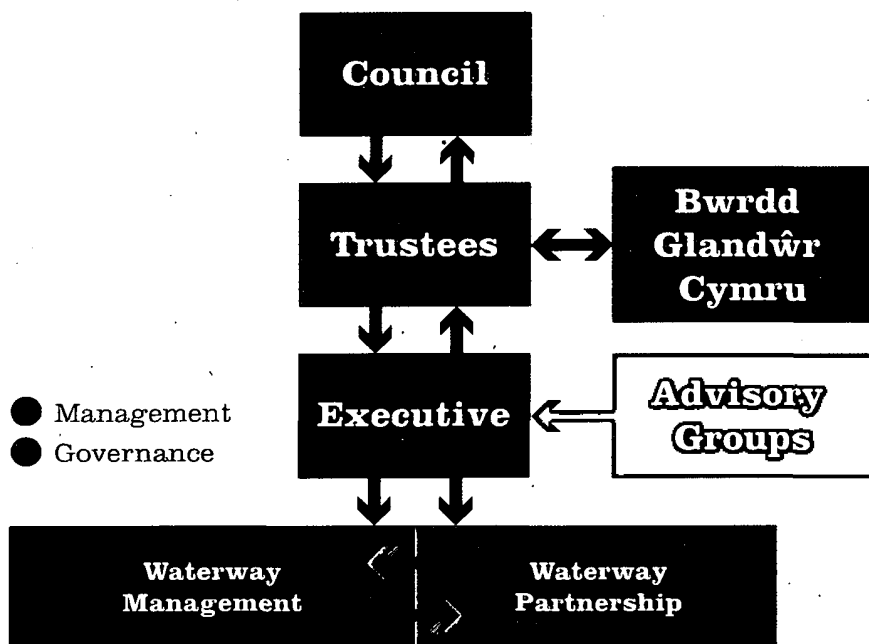 Council
Trustees
Bwrdd
Glandŵr
Cymru
Executive
Advisory
Groups
Management
Governance
Waterway
Management
Waterway
Partnership